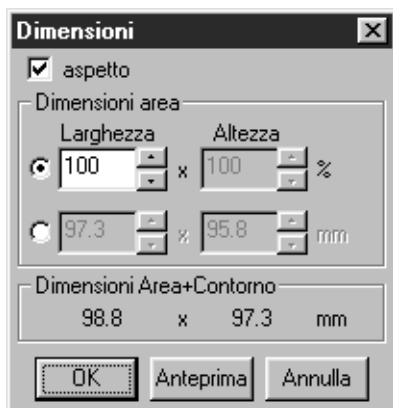 Dimensioni
aspetto
Dimensioni area
Larghezza Altezza
100 x 100 %
97.3 x 95.8 mm
Dimensioni Area+Contorno
98.8 x 97.3 mm
OK Anteprima Annulla